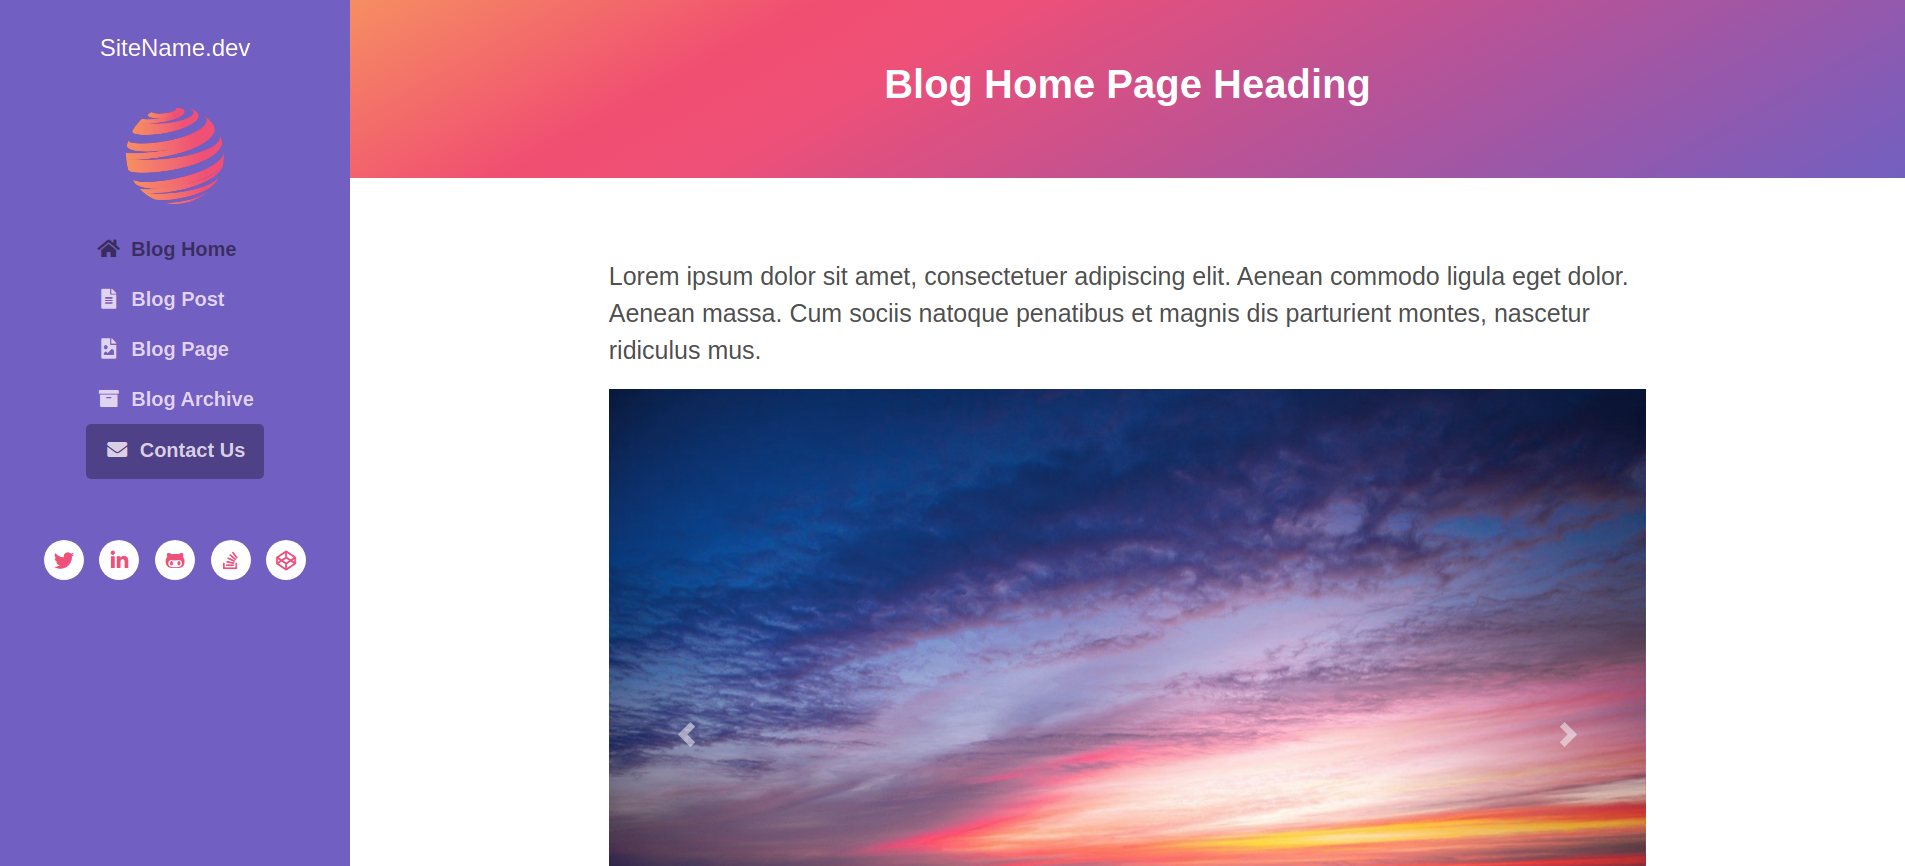 SiteName.dev
Blog Home
Blog Post
Blog Page
Blog Archive
Contact Us
Blog Home Page Heading
Lorem ipsum dolor sit amet, consectetuer adipiscing elit. Aenean commodo ligula eget dolor.
Aenean massa. Cum sociis natoque penatibus et magnis dis parturient montes, nascetur
ridiculus mus.